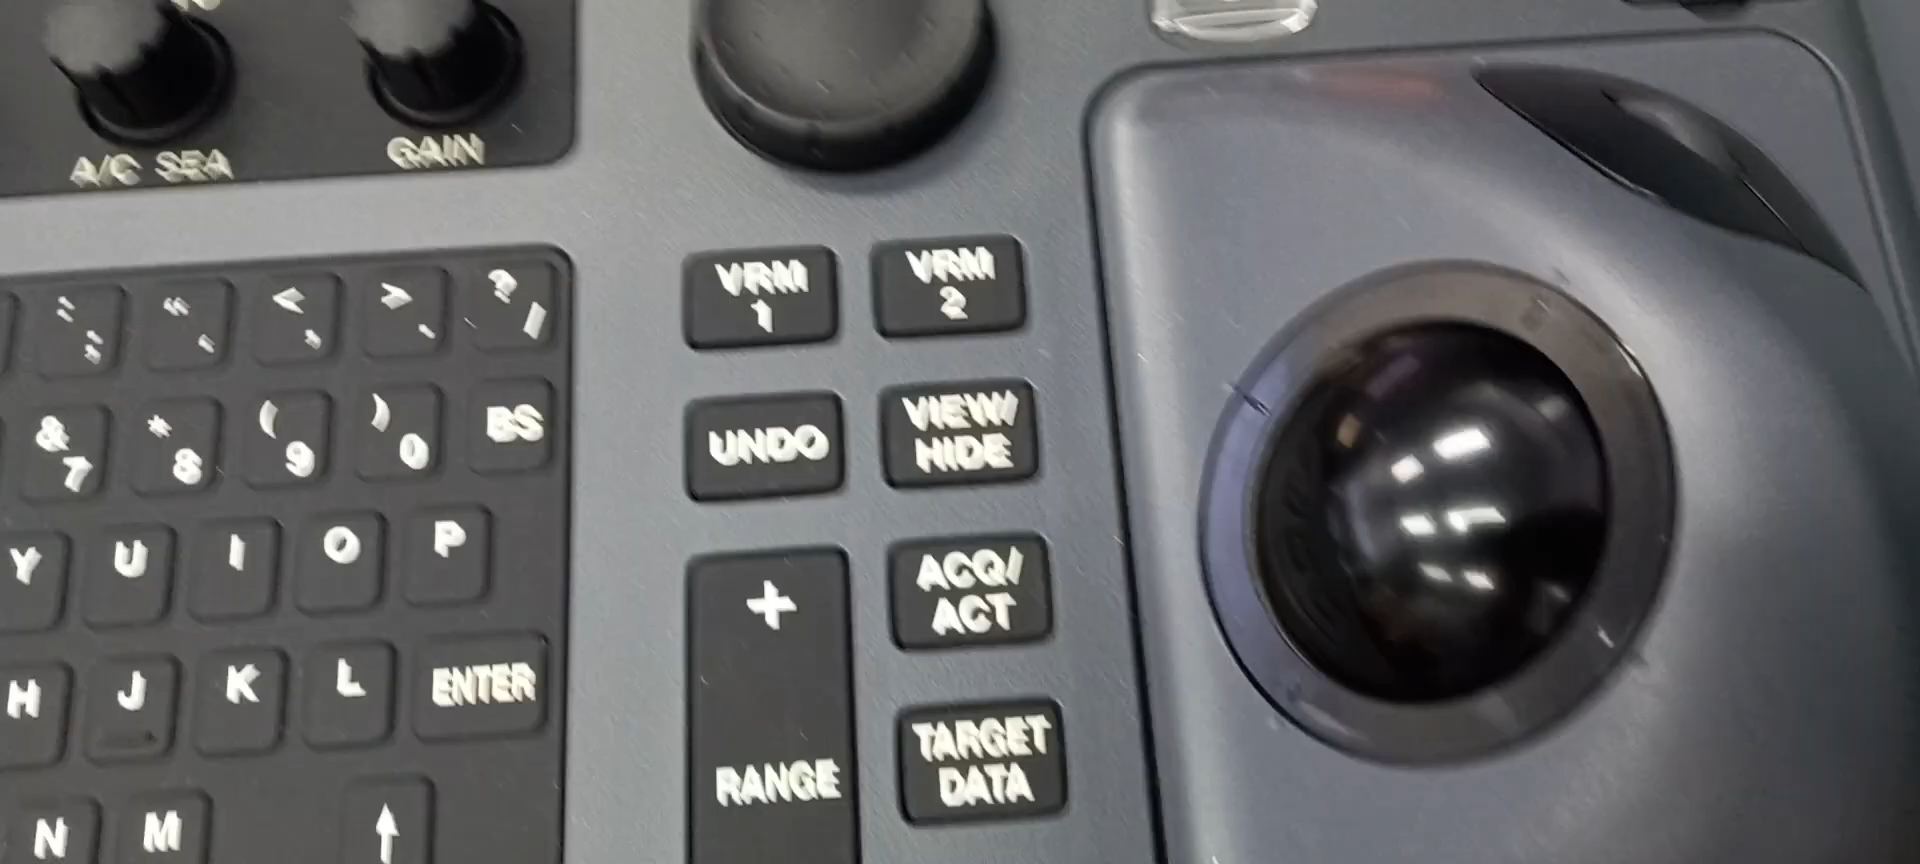 A/C SEA
GAIN
VRM
1
VRM
2
UNDO
VIEW/
HIDE
+
RANGE
ACQ/
ACT
TARGET
DATA
: ;
" '
< ,
> .
? /
& 7
* 8
( 9
) 0
BS
Y
U
I
O
P
H
J
K
L
ENTER
N
M
↑